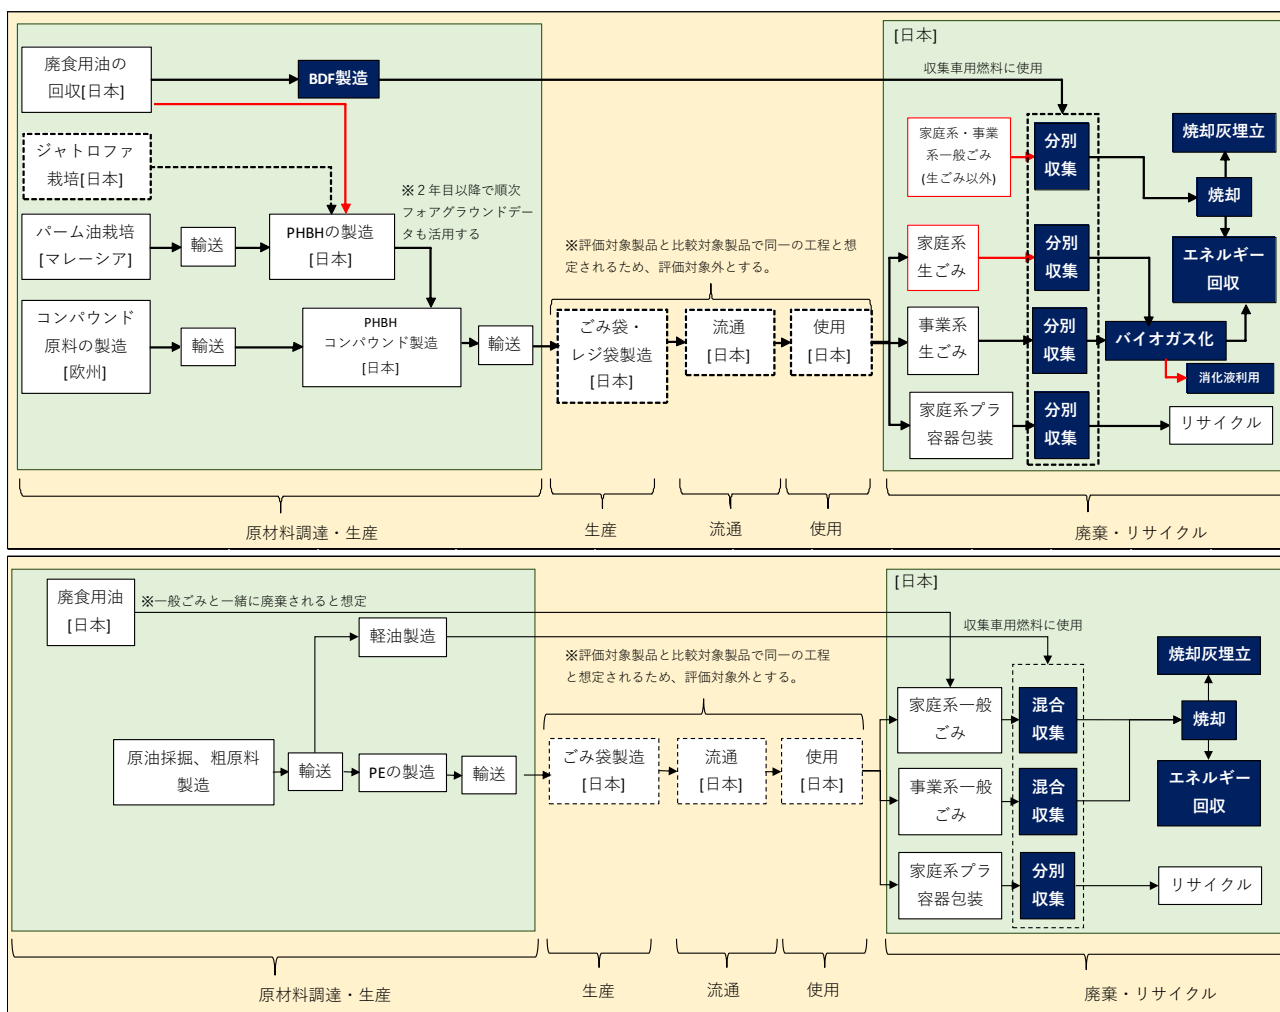 廃食用油の
回収[日本]
BDF製造
収集車用燃料に使用
[日本]
ジャトロファ
栽培[日本]
※２年目以降で順次
フォアグラウンドデー
タも活用する
パーム油栽培
[マレーシア]
輸送
PHBHの製造
[日本]
コンパウンド
原料の製造
[欧州]
輸送
PHBH
コンパウンド製造
[日本]
輸送
※評価対象製品と比較対象製品で同一の工程と想
定されるため、評価対象外とする。
ごみ袋・
レジ袋製造
[日本]
流通
[日本]
使用
[日本]
家庭系・事業
系一般ごみ
(生ごみ以外)
分別
収集
焼却灰埋立
焼却
エネルギー
回収
家庭系
生ごみ
分別
収集
事業系
生ごみ
分別
収集
バイオガス化
消化液利用
家庭系プラ
容器包装
分別
収集
リサイクル
原材料調達・生産
生産
流通
使用
廃棄・リサイクル
廃食用油
[日本]
※一般ごみと一緒に廃棄されると想定
軽油製造
収集車用燃料に使用
[日本]
※評価対象製品と比較対象製品で同一の工程
と想定されるため、評価対象外とする。
原油採掘、粗原料
製造
輸送
PEの製造
輸送
ごみ袋製造
[日本]
流通
[日本]
使用
[日本]
家庭系一般
ごみ
混合
収集
焼却灰埋立
焼却
エネルギー
回収
事業系一般
ごみ
混合
収集
家庭系プラ
容器包装
分別
収集
リサイクル
原材料調達・生産
生産
流通
使用
廃棄・リサイクル